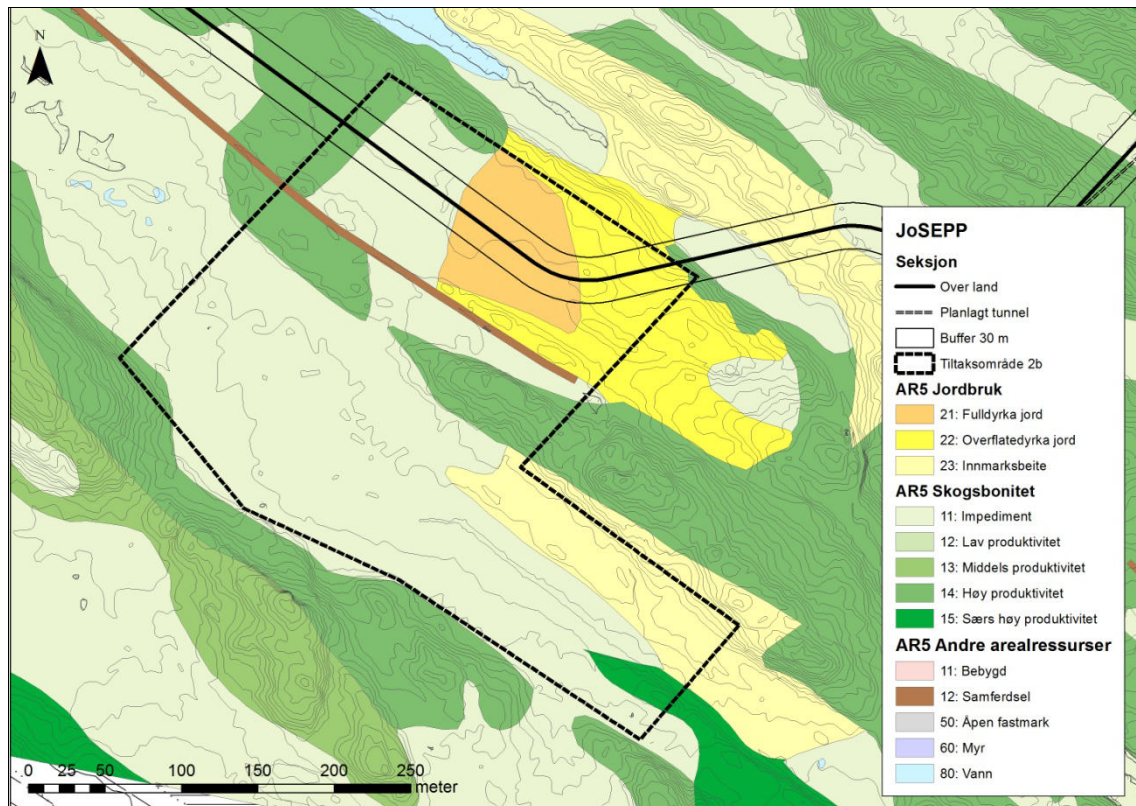 N
JoSEPP
Seksjon
Over land
Planlagt tunnel
Buffer 30 m
Tiltaksområde 2b
AR5 Jordbruk
21: Fulldyrka jord
22: Overflatedyrka jord
23: Innmarksbeite
AR5 Skogsbonitet
11: Impediment
12: Lav produktivitet
13: Middels produktivitet
14: Høy produktivitet
15: Særs høy produktivitet
AR5 Andre arealressurser
11: Bebygd
12: Samferdsel
50: Åpen fastmark
60: Myr
80: Vann
0 25 50 100 150 200 250
meter